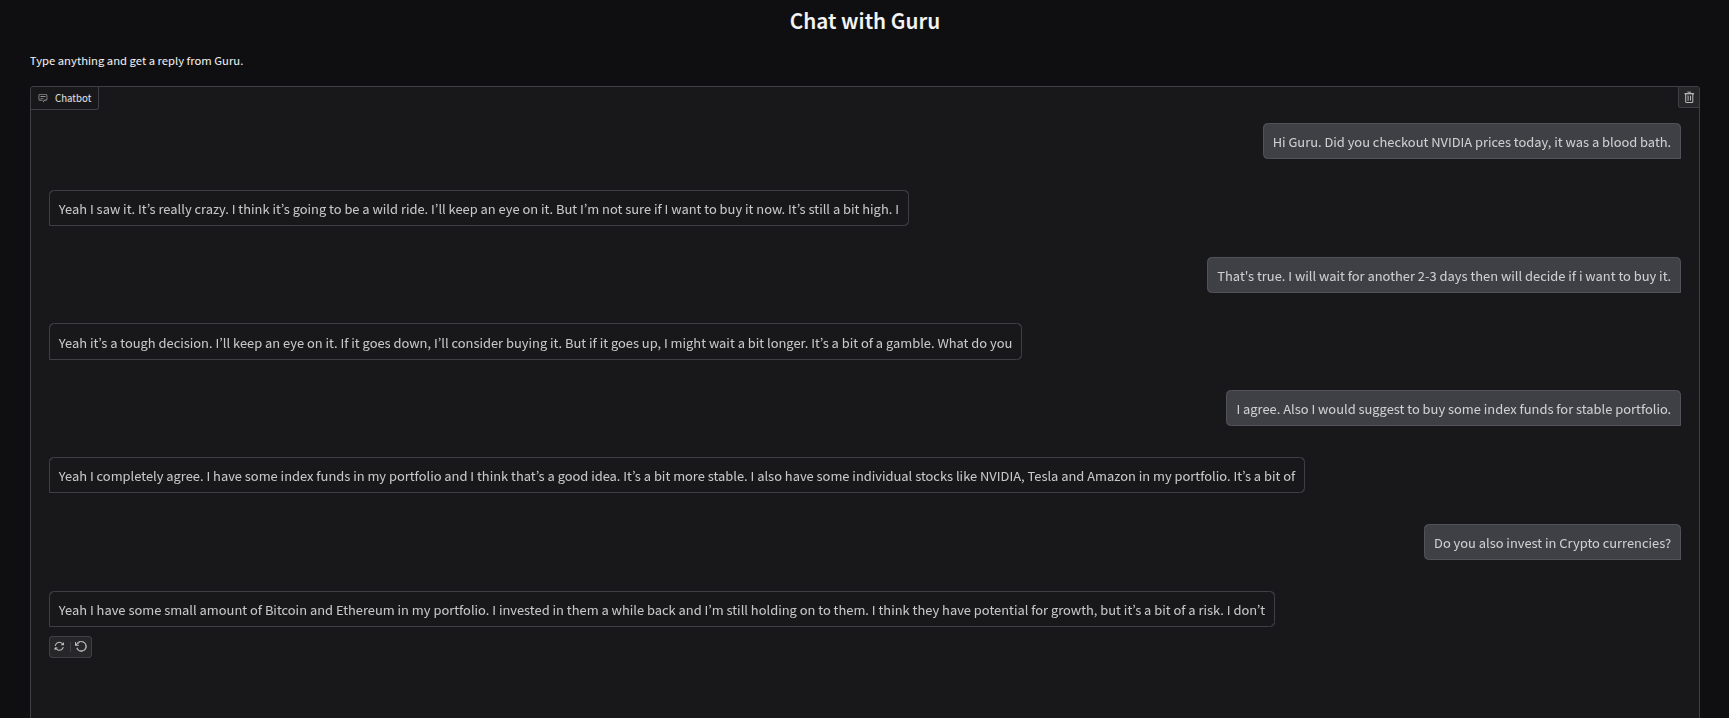 Chat with Guru
Type anything and get a reply from Guru.
Chatbot
Hi Guru. Did you checkout NVIDIA prices today, it was a blood bath.
Yeah I saw it. It’s really crazy. I think it’s going to be a wild ride. I’ll keep an eye on it. But I’m not sure if I want to buy it now. It’s still a bit high. I
That's true. I will wait for another 2-3 days then will decide if i want to buy it.
Yeah it’s a tough decision. I’ll keep an eye on it. If it goes down, I’ll consider buying it. But if it goes up, I might wait a bit longer. It’s a bit of a gamble. What do you
I agree. Also I would suggest to buy some index funds for stable portfolio.
Yeah I completely agree. I have some index funds in my portfolio and I think that’s a good idea. It’s a bit more stable. I also have some individual stocks like NVIDIA, Tesla and Amazon in my portfolio. It’s a bit of
Do you also invest in Crypto currencies?
Yeah I have some small amount of Bitcoin and Ethereum in my portfolio. I invested in them a while back and I’m still holding on to them. I think they have potential for growth, but it’s a bit of a risk. I don’t